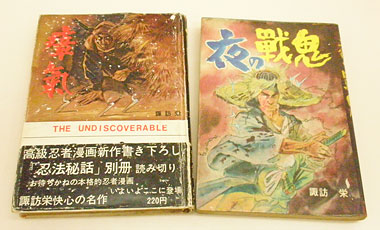 諏訪栄
THE UNDISCOVERABLE
高級忍者漫画新作書き下ろし
「忍法秘話」別冊 読み切り
お待ちかねの本格的忍者漫画
いよいよここに登場
諏訪栄快心の名作 220円
夜の戦鬼
諏訪 栄